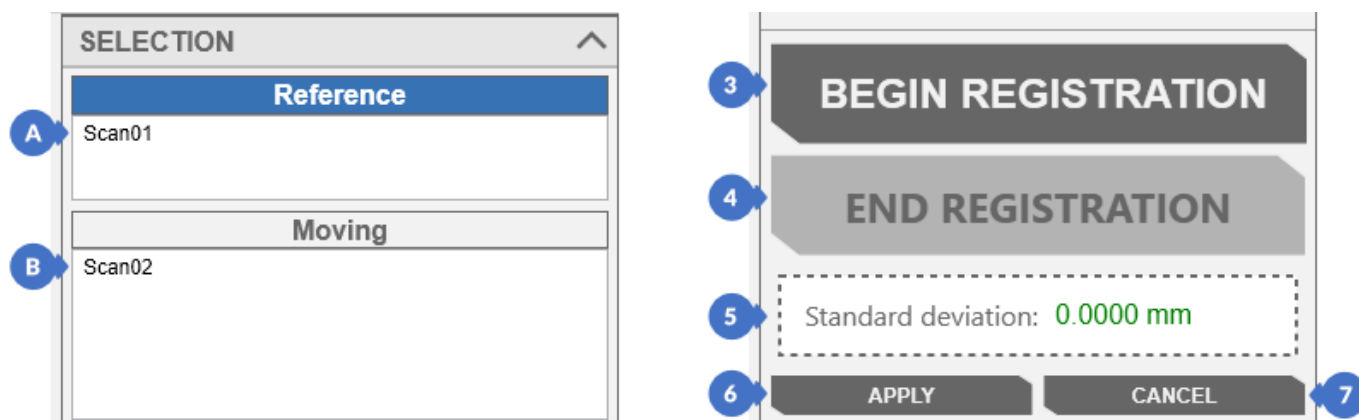 SELECTION
Reference
A
Scan01
Moving
B
Scan02
3
BEGIN REGISTRATION
4
END REGISTRATION
5
Standard deviation: 0.0000 mm
6
APPLY
CANCEL
7